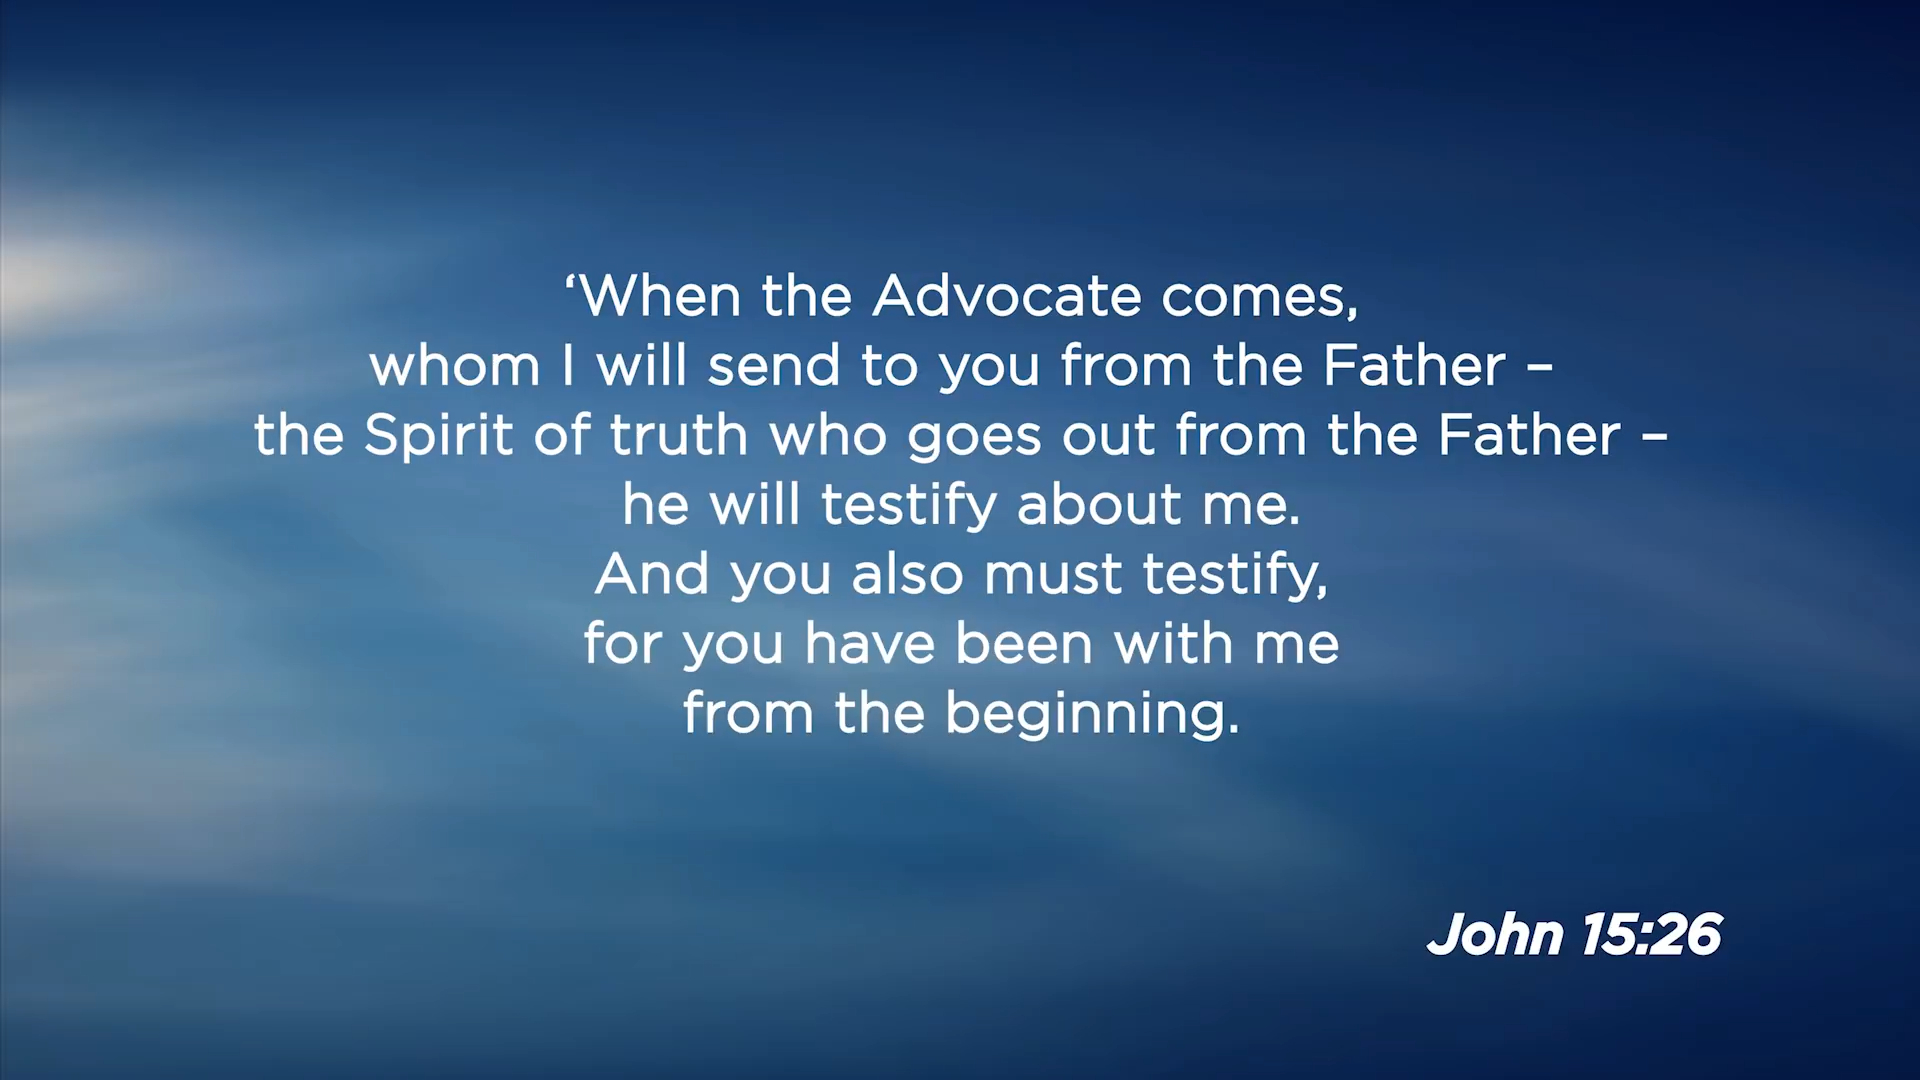 ‘When the Advocate comes,
whom I will send to you from the Father –
the Spirit of truth who goes out from the Father –
he will testify about me.
And you also must testify,
for you have been with me
from the beginning.
John 15:26